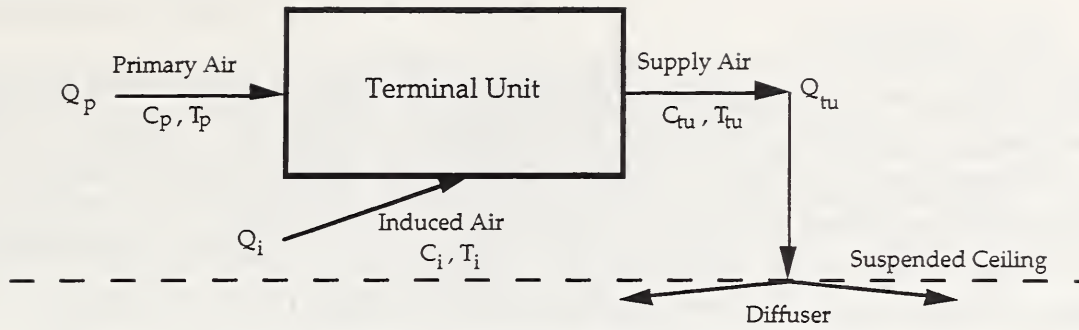 Primary Air
Q_p
C_p , T_p
Terminal Unit
Supply Air
Q_tu
C_tu , T_tu
Induced Air
Q_i
C_i , T_i
Suspended Ceiling
Diffuser